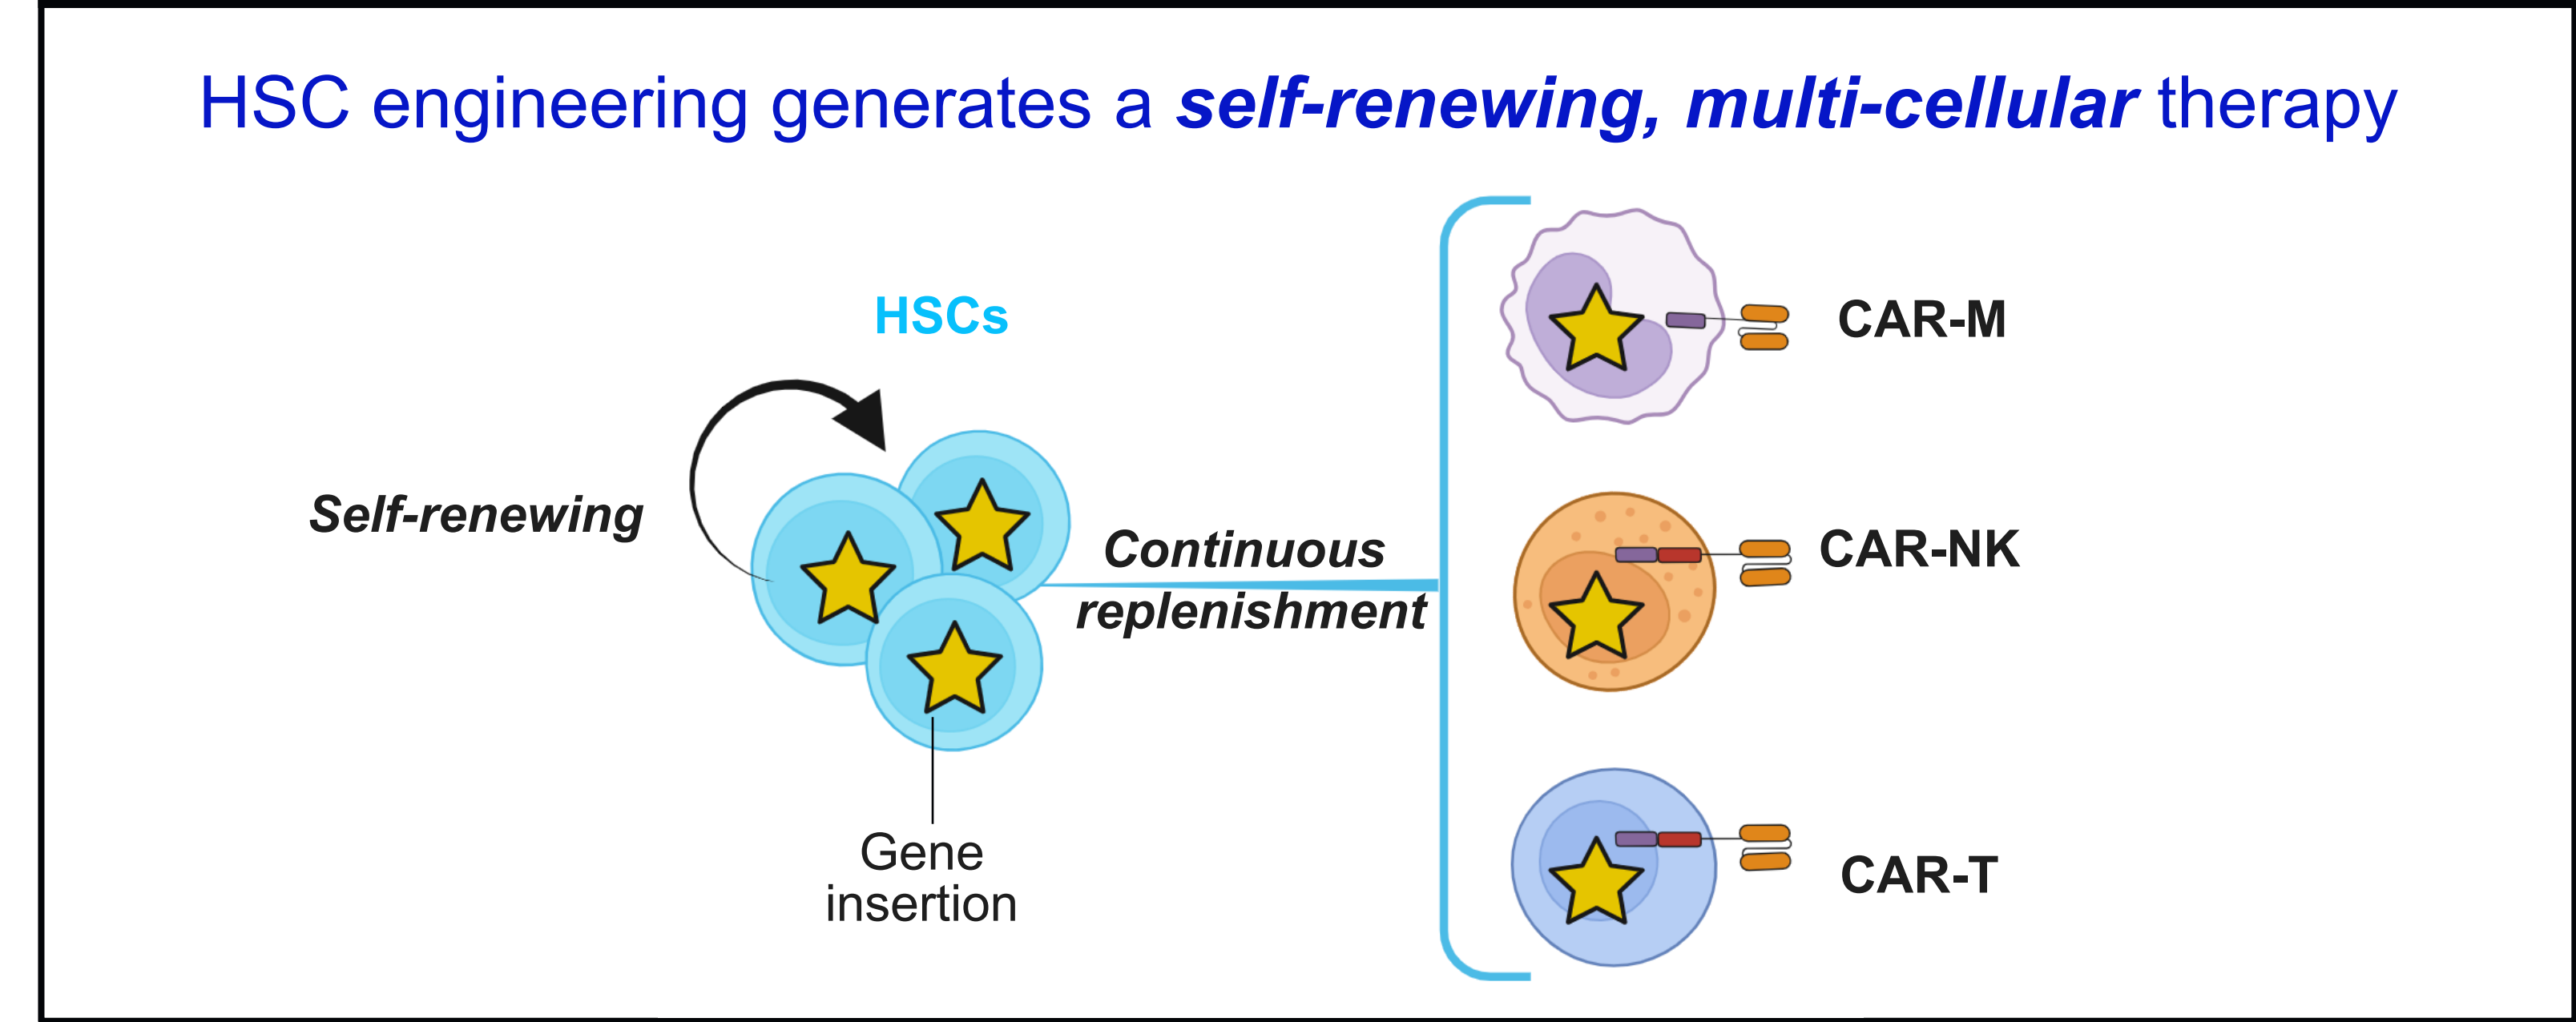 HSC engineering generates a self-renewing, multi-cellular therapy
HSCs
Self-renewing
Continuous
replenishment
Gene
insertion
CAR-M
CAR-NK
CAR-T